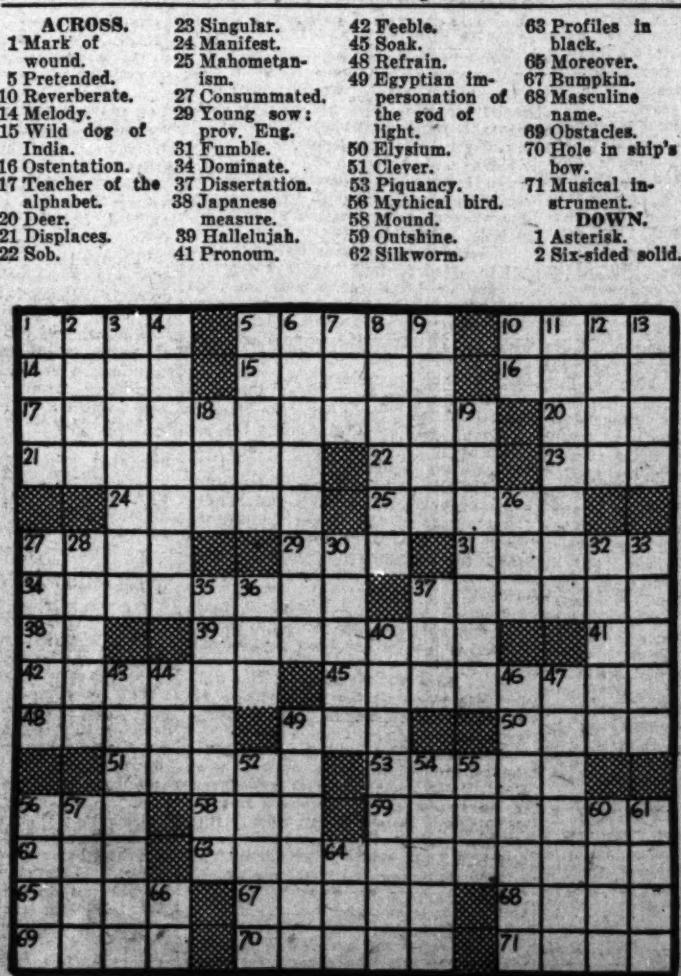 ACROSS.
1 Mark of
wound.
5 Pretended.
10 Reverberate.
14 Melody.
15 Wild dog of
India.
16 Ostentation.
17 Teacher of the
alphabet.
20 Deer.
21 Displaces.
22 Sob.
23 Singular.
24 Manifest.
25 Mahometan-
ism.
27 Consummated.
29 Young sow:
prov. Eng.
31 Fumble.
34 Dominate.
37 Dissertation.
38 Japanese
measure.
39 Hallelujah.
41 Pronoun.
42 Feeble.
45 Soak.
48 Refrain.
49 Egyptian im-
personation of
the god of
light.
50 Elysium.
51 Clever.
53 Piquancy.
56 Mythical bird.
58 Mound.
59 Outshine.
62 Silkworm.
63 Profiles in
black.
65 Moreover.
67 Bumpkin.
68 Masculine
name.
69 Obstacles.
70 Hole in ship's
bow.
71 Musical in-
strument.
DOWN.
1 Asterisk.
2 Six-sided solid.
1 2 3 4 5 6 7 8 9 10 11 12 13
14 15 16
17 18 19 20
21 22 23
24 25 26
27 28 29 30 31 32 33
34 35 36 37
38 39 40 41
42 43 44 45 46 47
48 49 50
51 52 53 54 55
56 57 58 59 60 61
62 63 64
65 66 67 68
69 70 71